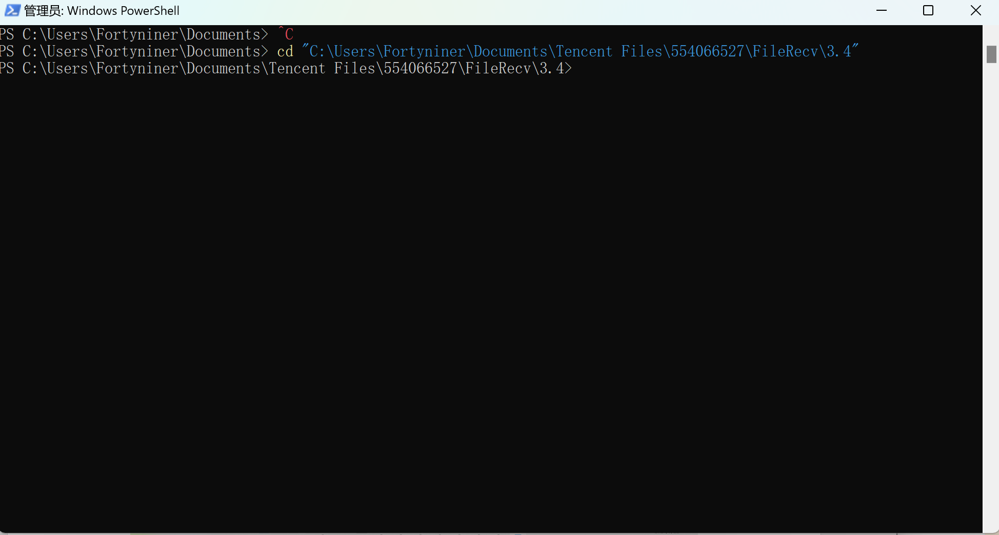 管理员: Windows PowerShell
PS C:\Users\Fortyniner\Documents> ^C
PS C:\Users\Fortyniner\Documents> cd "C:\Users\Fortyniner\Documents\Tencent Files\554066527\FileRecv\3.4"
PS C:\Users\Fortyniner\Documents\Tencent Files\554066527\FileRecv\3.4>